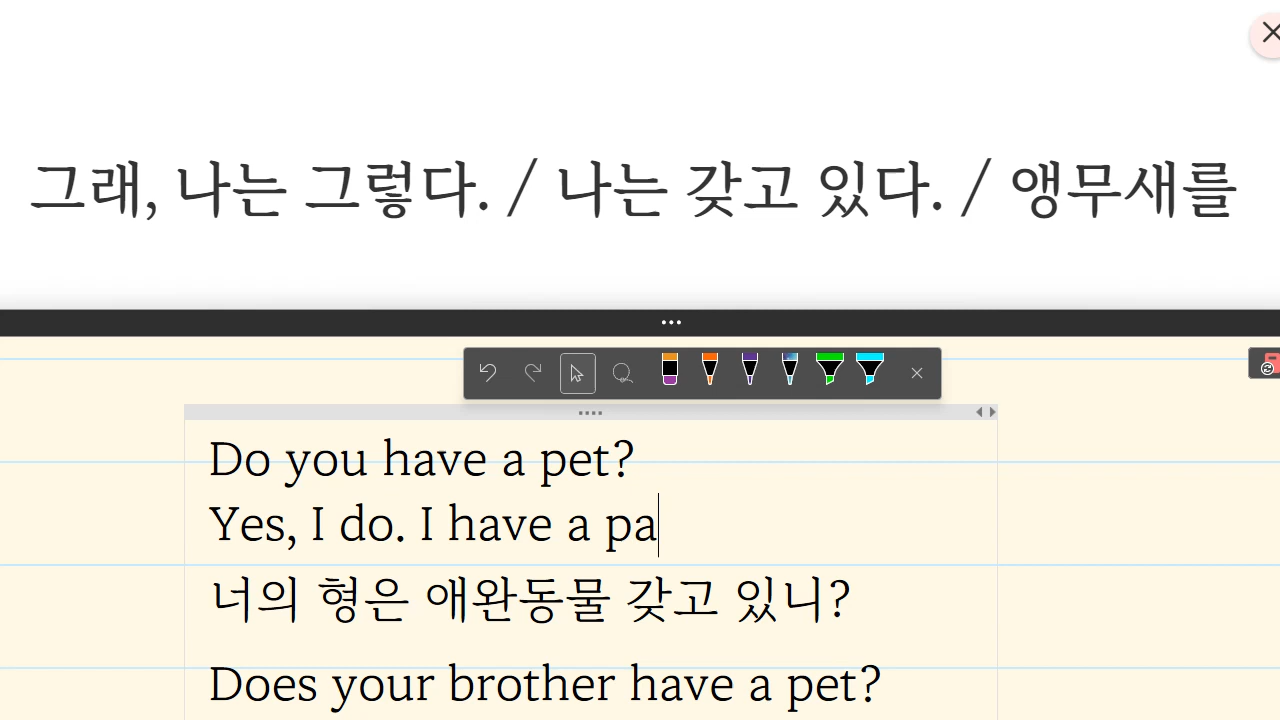 그래, 나는 그렇다. / 나는 갖고 있다. / 앵무새를
Do you have a pet?
Yes, I do. I have a pa
너의 형은 애완동물 갖고 있니?
Does your brother have a pet?